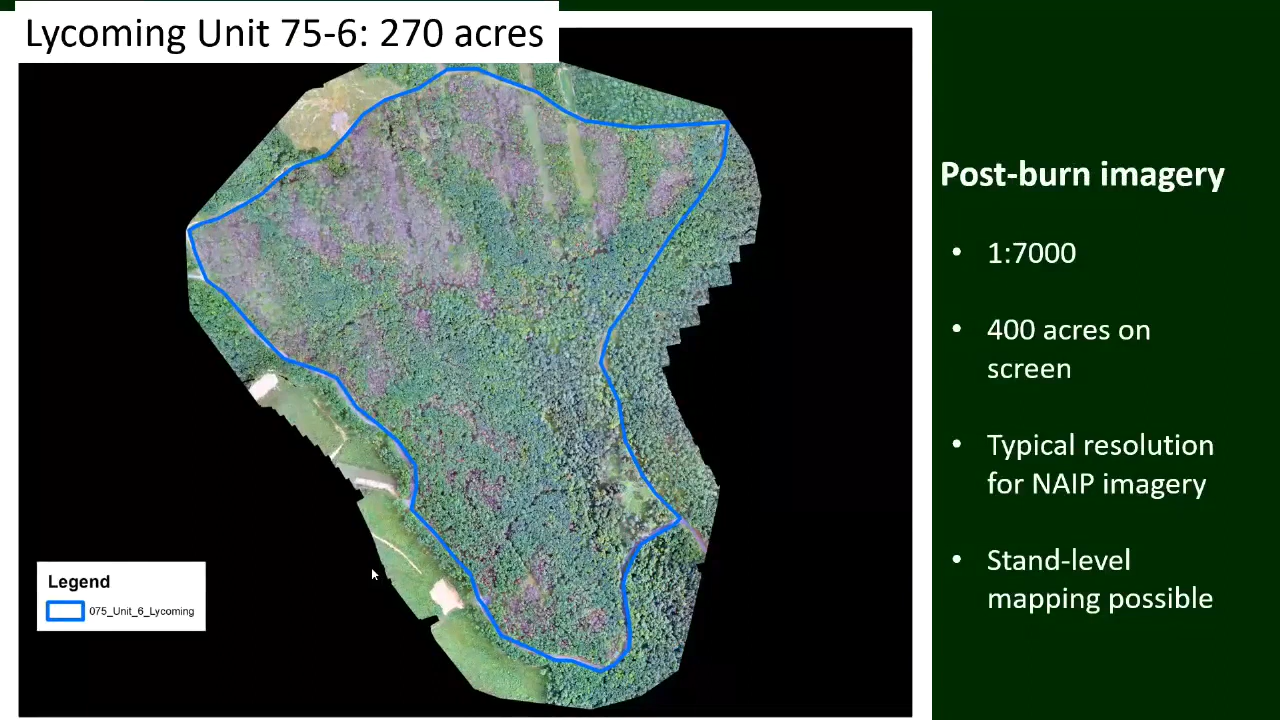 Lycoming Unit 75-6: 270 acres
Post-burn imagery
• 1:7000
• 400 acres on
screen
• Typical resolution
for NAIP imagery
• Stand-level
mapping possible
Legend
075_Unit_6_Lycoming